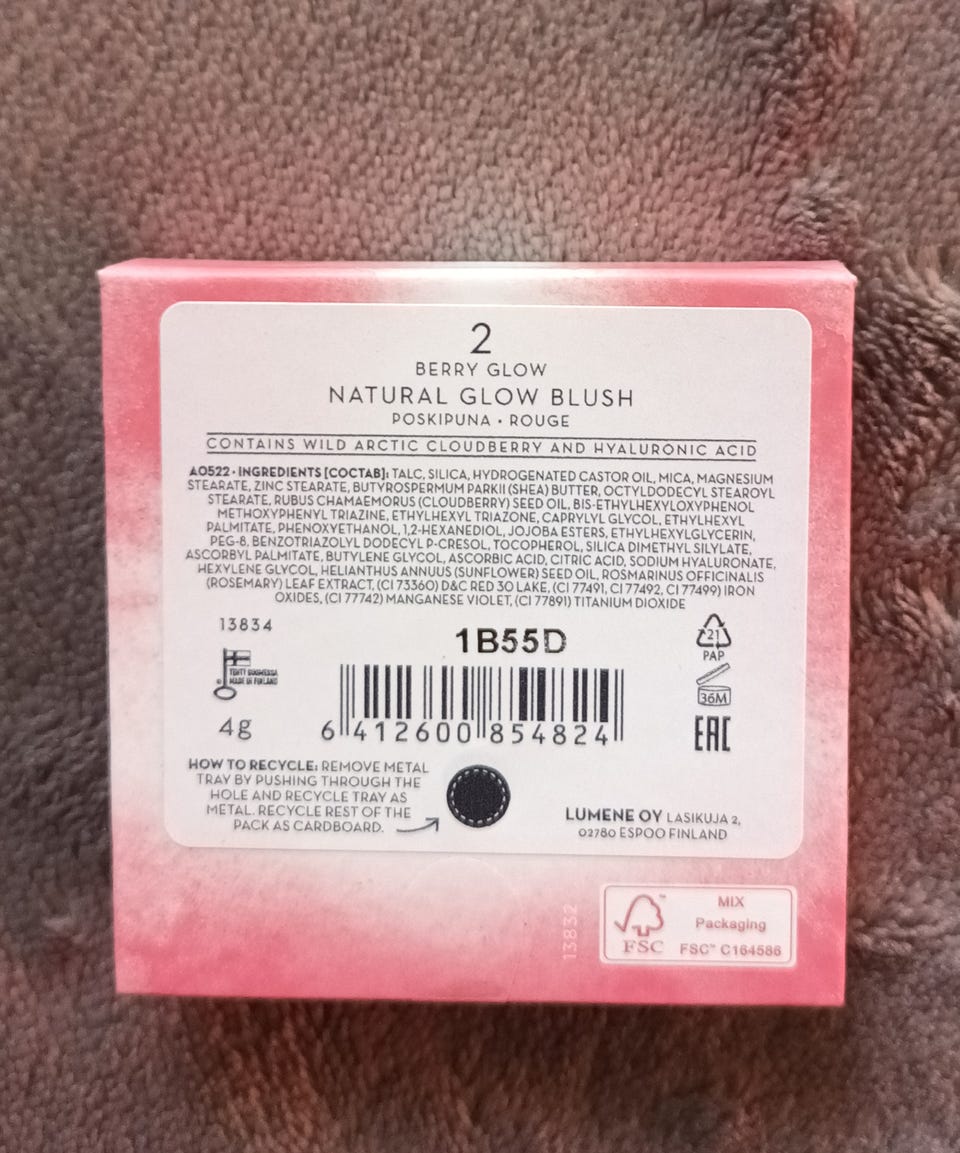 2
BERRY GLOW
NATURAL GLOW BLUSH
POSKIPUNA • ROUGE
CONTAINS WILD ARCTIC CLOUDBERRY AND HYALURONIC ACID
A0522 • INGREDIENTS [СОСТАВ]: TALC, SILICA, HYDROGENATED CASTOR OIL, MICA, MAGNESIUM
STEARATE, ZINC STEARATE, BUTYROSPERMUM PARKII (SHEA) BUTTER, OCTYLDODECYL STEAROYL
STEARATE, RUBUS CHAMAEMORUS (CLOUDBERRY) SEED OIL, BIS-ETHYLHEXYLOXYPHENOL
METHOXYPHENYL TRIAZINE, ETHYLHEXYL TRIAZONE, CAPRYLYL GLYCOL, ETHYLHEXYL
PALMITATE, PHENOXYETHANOL, 1,2-HEXANEDIOL, JOJOBA ESTERS, ETHYLHEXYLGLYCERIN,
PEG-8, BENZOTRIAZOLYL DODECYL P-CRESOL, TOCOPHEROL, SILICA DIMETHYL SILYLATE,
ASCORBYL PALMITATE, BUTYLENE GLYCOL, ASCORBIC ACID, CITRIC ACID, SODIUM HYALURONATE,
HEXYLENE GLYCOL, HELIANTHUS ANNUUS (SUNFLOWER) SEED OIL, ROSMARINUS OFFICINALIS
(ROSEMARY) LEAF EXTRACT, (CI 73360) D&C RED 30 LAKE, (CI 77491, CI 77492, CI 77499) IRON
OXIDES, (CI 77742) MANGANESE VIOLET, (CI 77891) TITANIUM DIOXIDE
13834
1B55D
21
PAP
TEHTY SUOMESSA
MADE IN FINLAND
36M
4g
6 412600 854824
EAC
HOW TO RECYCLE: REMOVE METAL
TRAY BY PUSHING THROUGH THE
HOLE AND RECYCLE TRAY AS
METAL. RECYCLE REST OF THE
PACK AS CARDBOARD.
LUMENE OY LASIKUJA 2,
02780 ESPOO FINLAND
13832
FSC™
MIX
Packaging
FSC™ C164586